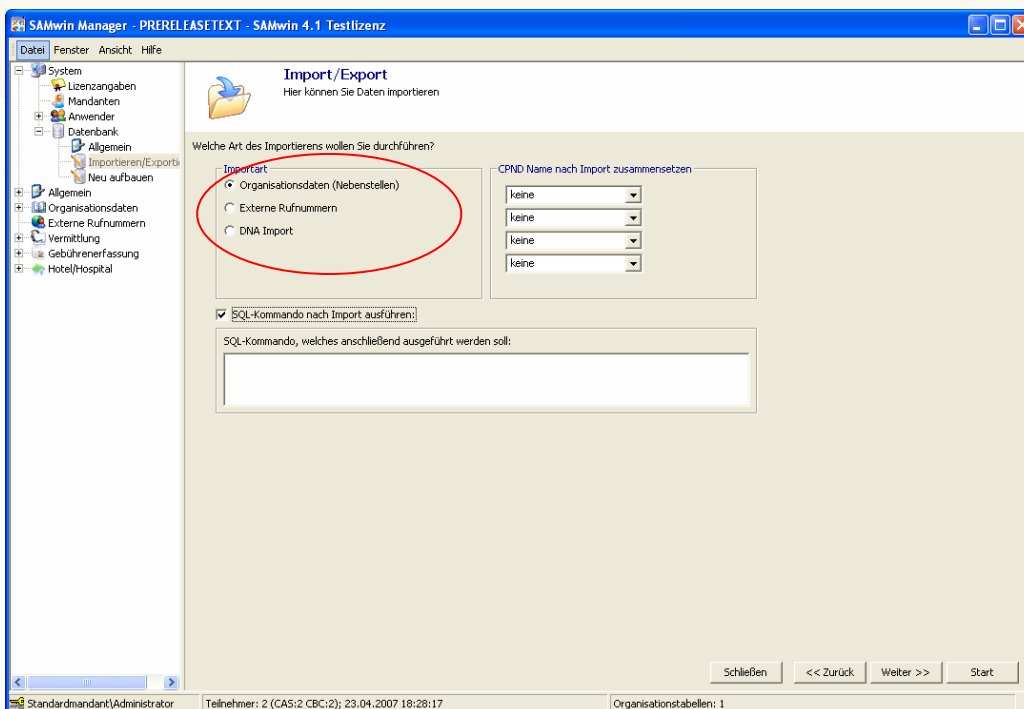 SAMwin Manager - PRERELEASETEXT - SAMwin 4.1 Testlizenz
Datei Fenster Ansicht Hilfe
System
Lizenzangaben
Mandanten
Anwender
Datenbank
Allgemein
Importieren/Exporti
Neu aufbauen
Allgemein
Organisationsdaten
Externe Rufnummern
Vermittlung
Gebührenerfassung
Hotel/Hospital
Import/Export
Hier können Sie Daten importieren
Welche Art des Importierens wollen Sie durchführen?
Importart
Organisationsdaten (Nebenstellen)
Externe Rufnummern
DNA Import
CPND Name nach Import zusammensetzen
keine
keine
keine
keine
SQL-Kommando nach Import ausführen:
SQL-Kommando, welches anschließend ausgeführt werden soll:
Schließen << Zurück Weiter >> Start
Standardmandant\Administrator Teilnehmer: 2 (CAS:2 CBC:2); 23.04.2007 18:28:17 Organisationstabellen: 1